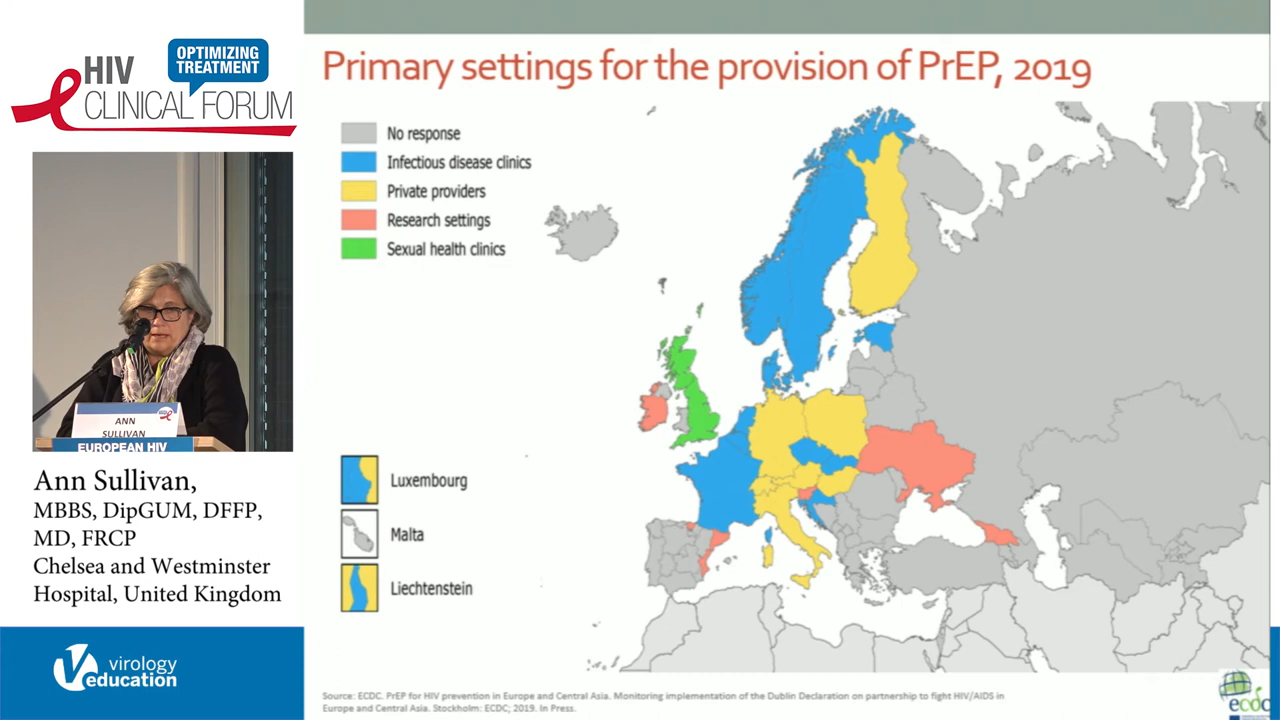 HIV
CLINICAL FORUM
OPTIMIZING
TREATMENT
ANN
SULLIVAN
EUROPEAN HIV
Ann Sullivan,
MBBS, DipGUM, DFFP,
MD, FRCP
Chelsea and Westminster
Hospital, United Kingdom
virology
education
Primary settings for the provision of PrEP, 2019
No response
Infectious disease clinics
Private providers
Research settings
Sexual health clinics
Luxembourg
Malta
Liechtenstein
Source: ECDC. PrEP for HIV prevention in Europe and Central Asia. Monitoring implementation of the Dublin Declaration on partnership to fight HIV/AIDS in
Europe and Central Asia. Stockholm: ECDC; 2019. In Press.
ecdc